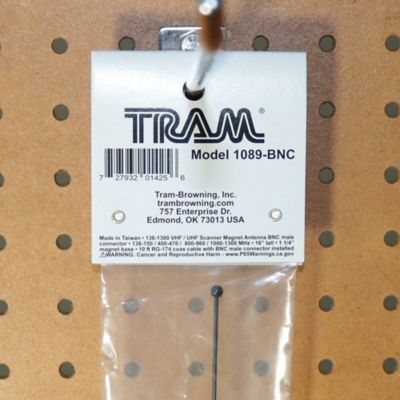 TRAM®
Model 1089-BNC
7 27932 01425 6
Tram-Browning, Inc.
trambrowning.com
757 Enterprise Dr.
Edmond, OK 73013 USA
Made in Taiwan • 136-1300 VHF / UHF Scanner Magnet Antenna BNC male
connector • 136-150 / 400-470 / 800-960 / 1000-1300 MHz • 16" tall • 1 1/4"
magnet base • 10 ft RG-174 coax cable with BNC male connector installed
⚠WARNING: Cancer and Reproductive Harm - www.P65Warnings.ca.gov